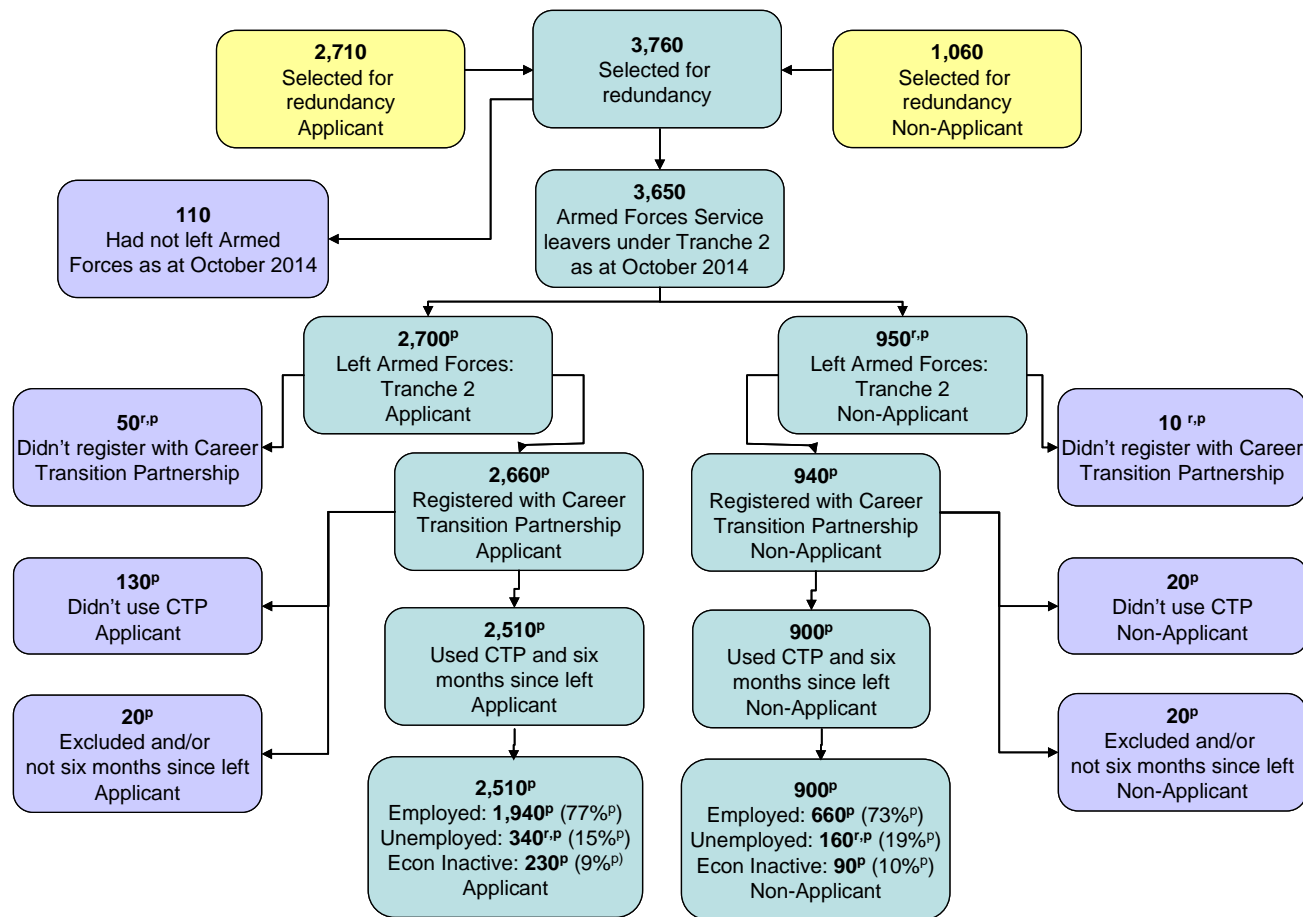 2,710
Selected for
redundancy
Applicant
3,760
Selected for
redundancy
1,060
Selected for
redundancy
Non-Applicant
110
Had not left Armed
Forces as at October 2014
3,650
Armed Forces Service
leavers under Tranche 2
as at October 2014
2,700ᵖ
Left Armed Forces:
Tranche 2
Applicant
950ʳ,ᵖ
Left Armed Forces:
Tranche 2
Non-Applicant
50ʳ,ᵖ
Didn’t register with Career
Transition Partnership
10 ʳ,ᵖ
Didn’t register with Career
Transition Partnership
2,660ᵖ
Registered with Career
Transition Partnership
Applicant
940ᵖ
Registered with Career
Transition Partnership
Non-Applicant
130ᵖ
Didn’t use CTP
Applicant
20ᵖ
Didn’t use CTP
Non-Applicant
2,510ᵖ
Used CTP and six
months since left
Applicant
900ᵖ
Used CTP and six
months since left
Non-Applicant
20ᵖ
Excluded and/or
not six months since left
Applicant
20ᵖ
Excluded and/or
not six months since left
Non-Applicant
2,510ᵖ
Employed: 1,940ᵖ (77%ᵖ)
Unemployed: 340ʳ,ᵖ (15%ᵖ)
Econ Inactive: 230ᵖ (9%ᵖ⁾
Applicant
900ᵖ
Employed: 660ᵖ (73%ᵖ)
Unemployed: 160ʳ,ᵖ (19%ᵖ)
Econ Inactive: 90ᵖ (10%ᵖ)
Non-Applicant